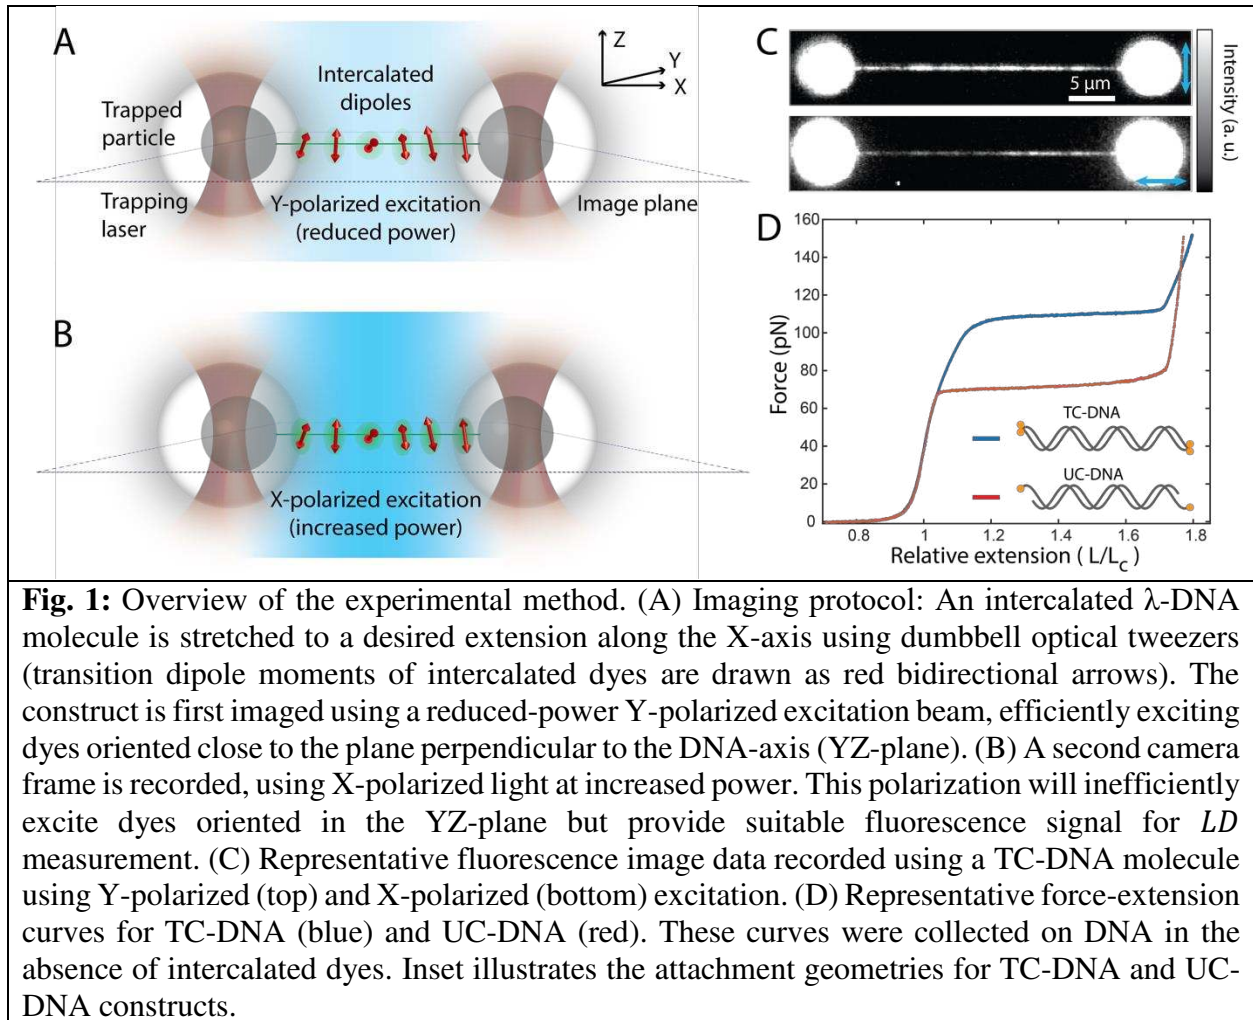 A
Z
Y
X
Intercalated
dipoles
Trapped
particle
Trapping
laser
Y-polarized excitation
(reduced power)
Image plane
B
X-polarized excitation
(increased power)
C
5 μm
Intensity (a. u.)
D
160
140
120
100
80
60
40
20
0
Force (pN)
TC-DNA
UC-DNA
0.8
1
1.2
1.4
1.6
1.8
Relative extension ( L/LC )
Fig. 1: Overview of the experimental method. (A) Imaging protocol: An intercalated λ-DNA
molecule is stretched to a desired extension along the X-axis using dumbbell optical tweezers
(transition dipole moments of intercalated dyes are drawn as red bidirectional arrows). The
construct is first imaged using a reduced-power Y-polarized excitation beam, efficiently exciting
dyes oriented close to the plane perpendicular to the DNA-axis (YZ-plane). (B) A second camera
frame is recorded, using X-polarized light at increased power. This polarization will inefficiently
excite dyes oriented in the YZ-plane but provide suitable fluorescence signal for LD
measurement. (C) Representative fluorescence image data recorded using a TC-DNA molecule
using Y-polarized (top) and X-polarized (bottom) excitation. (D) Representative force-extension
curves for TC-DNA (blue) and UC-DNA (red). These curves were collected on DNA in the
absence of intercalated dyes. Inset illustrates the attachment geometries for TC-DNA and UC-
DNA constructs.